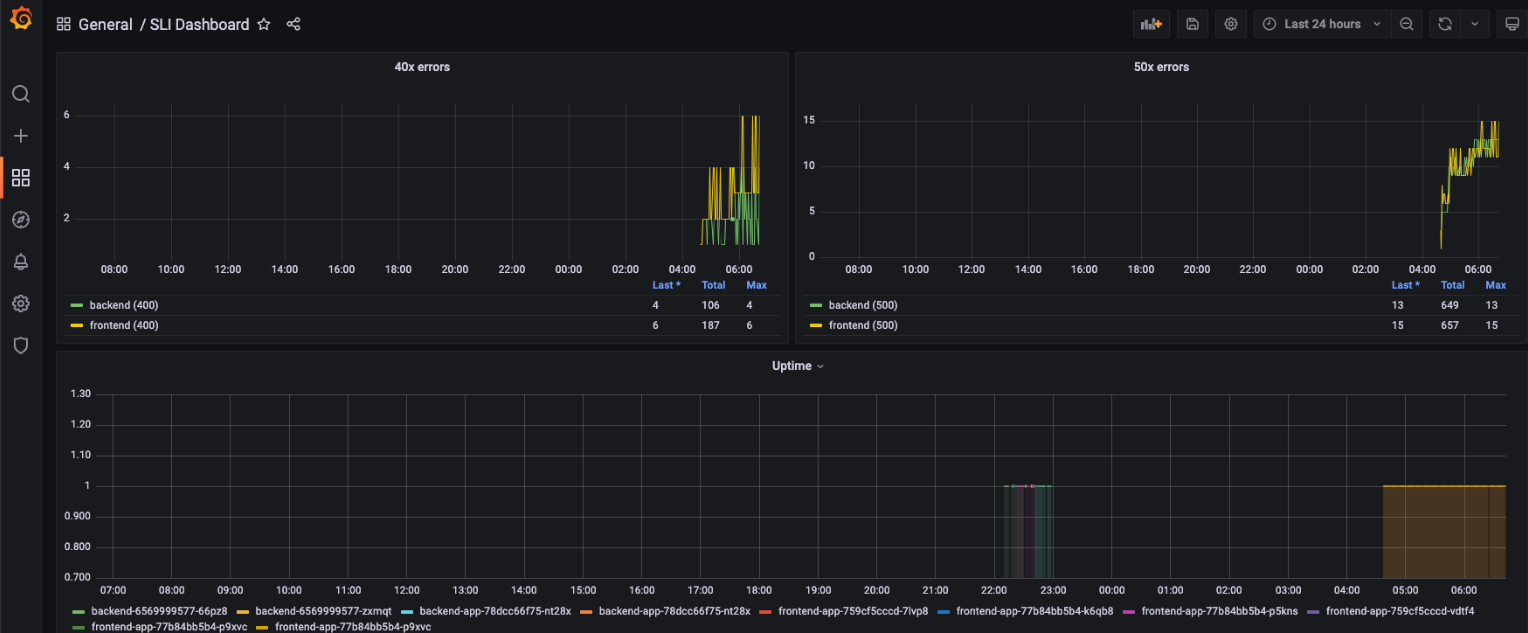 General / SLI Dashboard
Last 24 hours
40x errors
6
4
2
08:00 10:00 12:00 14:00 16:00 18:00 20:00 22:00 00:00 02:00 04:00 06:00
Last * Total Max
backend (400) 4 106 4
frontend (400) 6 187 6
50x errors
15
10
5
0
08:00 10:00 12:00 14:00 16:00 18:00 20:00 22:00 00:00 02:00 04:00 06:00
Last * Total Max
backend (500) 13 649 13
frontend (500) 15 657 15
Uptime
1.30
1.20
1.10
1
0.900
0.800
0.700
07:00 08:00 09:00 10:00 11:00 12:00 13:00 14:00 15:00 16:00 17:00 18:00 19:00 20:00 21:00 22:00 23:00 00:00 01:00 02:00 03:00 04:00 05:00 06:00
backend-6569999577-66pz8 backend-6569999577-zxmqt backend-app-78dcc66f75-nt28x backend-app-78dcc66f75-nt28x frontend-app-759cf5cccd-7lvp8 frontend-app-77b84bb5b4-k6qb8 frontend-app-77b84bb5b4-p5kns frontend-app-759cf5cccd-vdtf4
frontend-app-77b84bb5b4-p9xvc frontend-app-77b84bb5b4-p9xvc